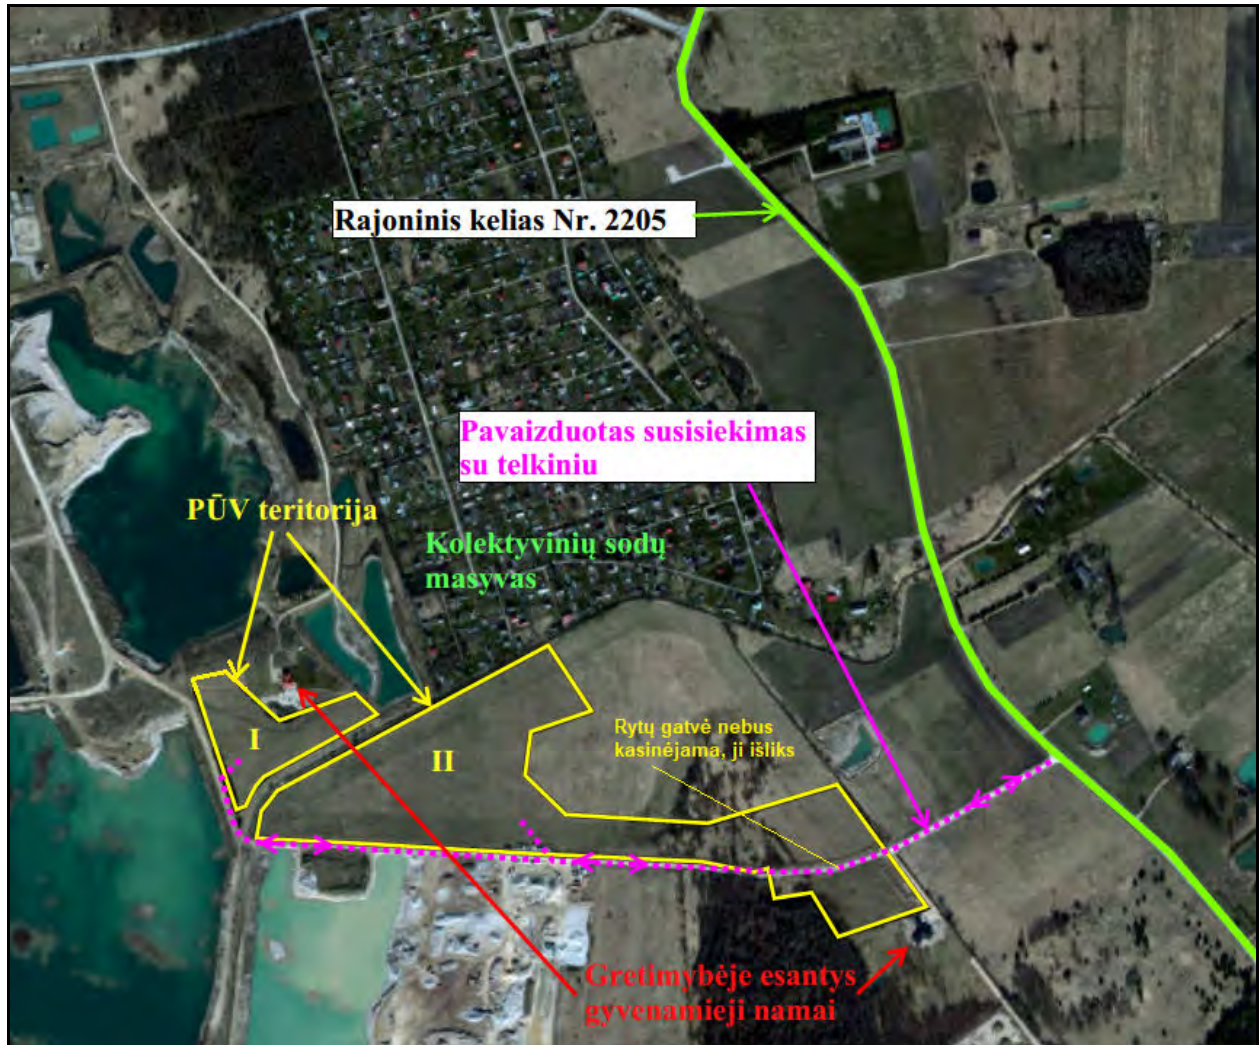 Rajoninis kelias Nr. 2205
Pavaizduotas susisiekimas
su telkiniu
PŪV teritorija
Kolektyvinių sodų
masyvas
I
II
Rytų gatvė nebus
kasinėjama, ji išliks
Gretimybėje esantys
gyvenamieji namai